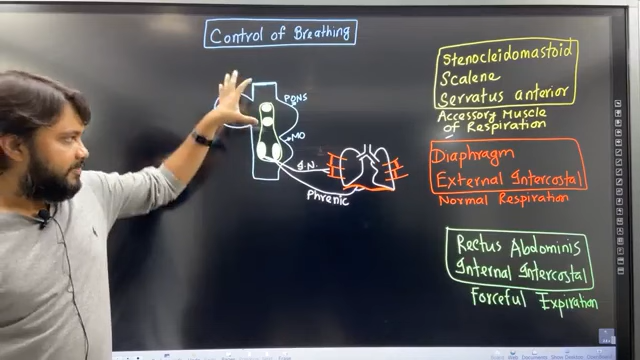 Control of Breathing
PONS
MO
I.N.
Phrenic
Stenocleidomastoid
Scalene
Serratus anterior
Accessory Muscle
of Respiration
Diaphragm
External Intercostal
Normal Respiration
Rectus Abdominis
Internal Intercostal
Forceful Expiration